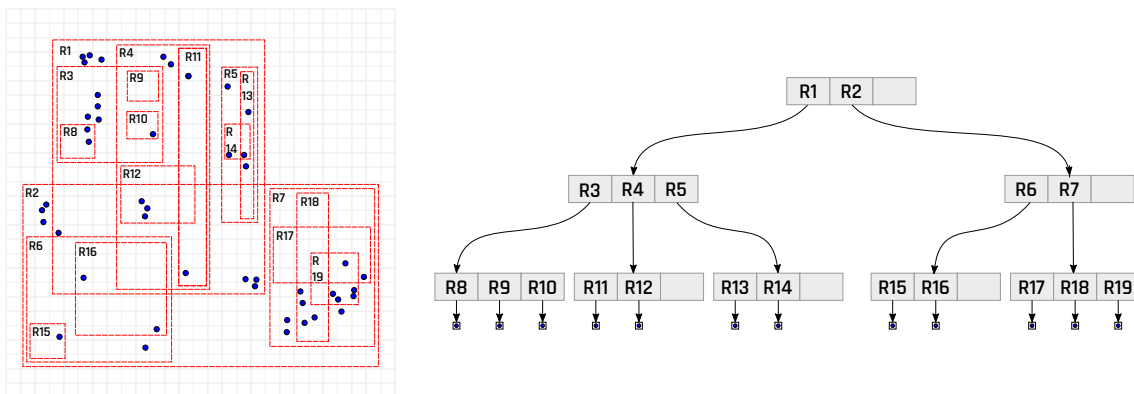 R1
R4
R11
R3
R9
R5
R
13
R10
R8
R
14
R12
R2
R7
R18
R17
R6
R16
R
19
R15
R1 R2
R3 R4 R5
R6 R7
R8 R9 R10
R11 R12
R13 R14
R15 R16
R17 R18 R19